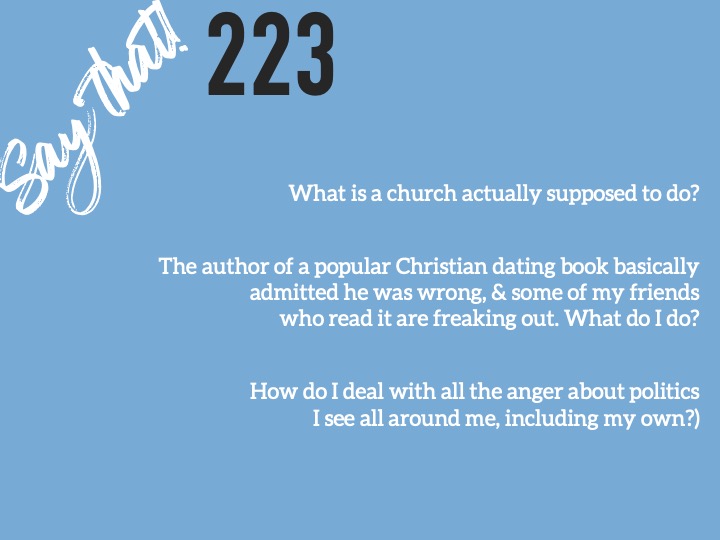 Say that!
223
What is a church actually supposed to do?
The author of a popular Christian dating book basically
admitted he was wrong, & some of my friends
who read it are freaking out. What do I do?
How do I deal with all the anger about politics
I see all around me, including my own?)